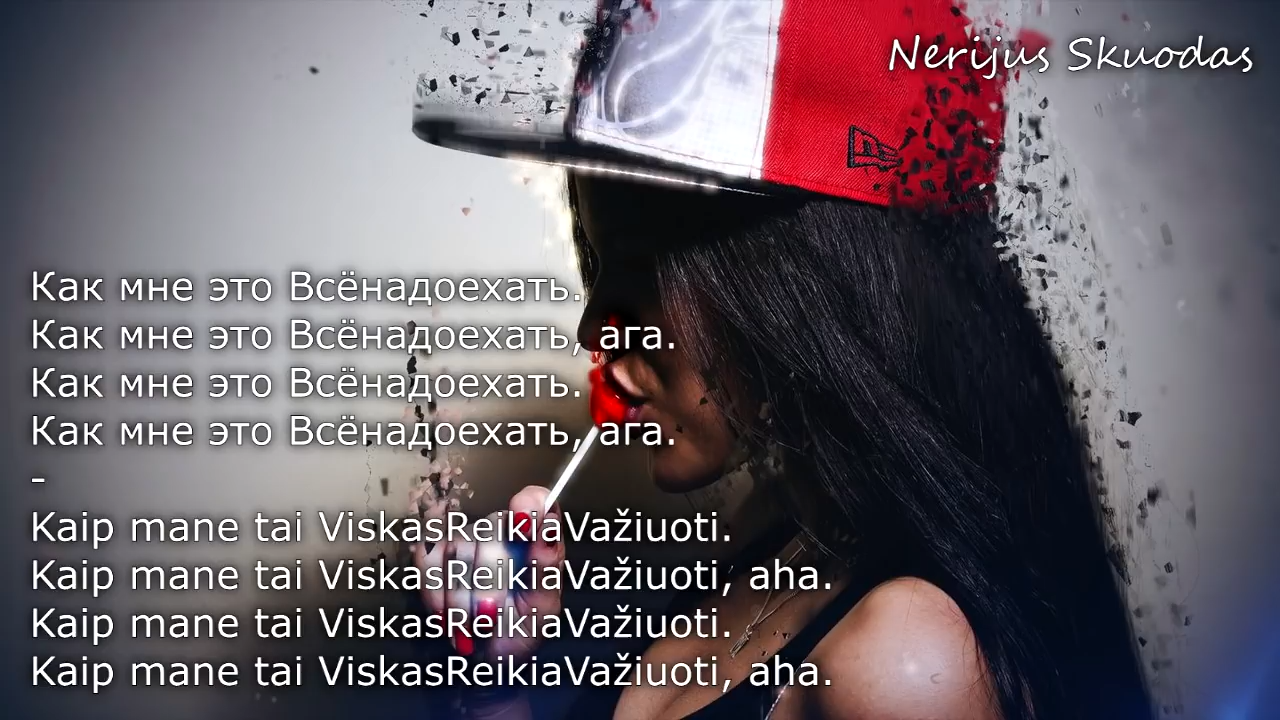 Nerijus Skuodas
Как мне это Всёнадоехать.
Как мне это Всёнадоехать, ага.
Как мне это Всёнадоехать.
Как мне это Всёнадоехать, ага.
-
Kaip mane tai ViskasReikiaVažiuoti.
Kaip mane tai ViskasReikiaVažiuoti, aha.
Kaip mane tai ViskasReikiaVažiuoti.
Kaip mane tai ViskasReikiaVažiuoti, aha.